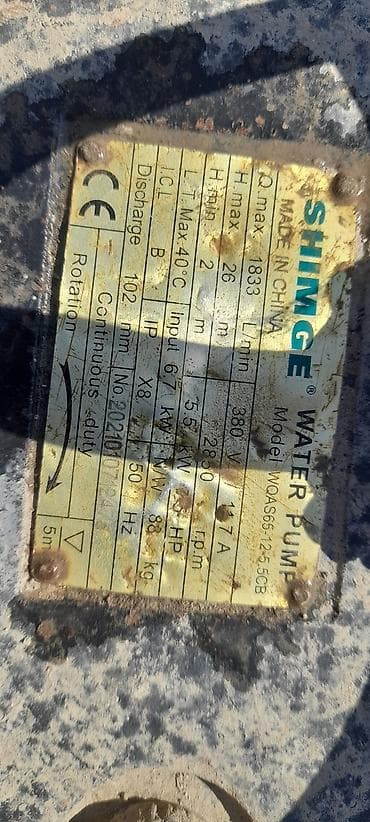 SHIMGE® WATER PUMP
MADE IN CHINA Model WQAS65-12-5.5CB
Q.max 1833 L/min 380 V 11.7 A
H.max 26 m 2850 r.p.m
H.min 2 m 5.5 kW HP
L.T.Max.40°C Input 6.7 kW N.W 88 kg
I.CL B IP X8 50 Hz
Discharge 102 mm No.
Continuous duty
CE Rotation 5m